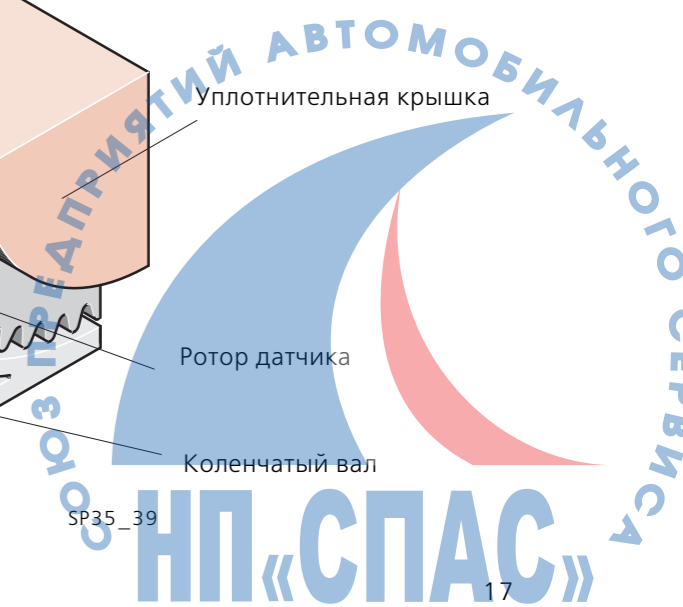 СОЮЗ ПРЕДПРИЯТИЙ АВТОМОБИЛЬНОГО СЕРВИСА
Уплотнительная крышка
Ротор датчика
Коленчатый вал
SP35_39
НП«СПАС»
17